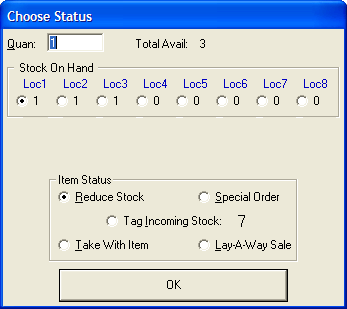 Choose Status
Quan: 1 Total Avail: 3
Stock On Hand
Loc1 Loc2 Loc3 Loc4 Loc5 Loc6 Loc7 Loc8
1 1 1 0 0 0 0 0
Item Status
Reduce Stock Special Order
Tag Incoming Stock: 7
Take With Item Lay-A-Way Sale
OK